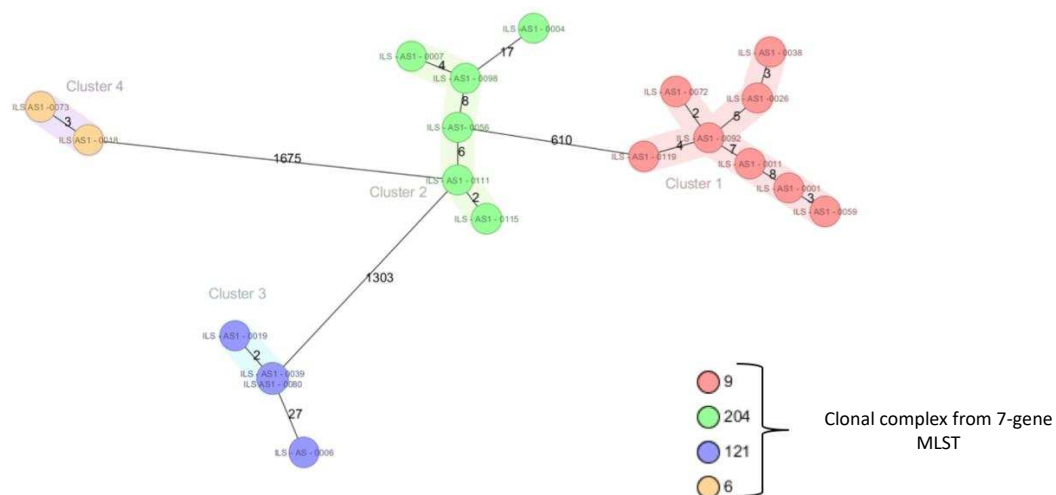 ILS - AS1 - 0004
17
ILS - AS1 - 0007
4
ILS - AS1 - 0098
ILS - AS1 - 0038
3
Cluster 4
8
ILS - AS1 - 0072
ILS - AS1 - 0026
2
5
ILS AS1 -0073
3
ILS AS1 - 0018
ILS - AS1- 0056
610
ILS - AS1 - 0092
4
7
ILS - AS1 - 0119
1675
6
ILS - AS1 - 0011
8
Cluster 1
Cluster 2
ILS - AS1 - 0111
2
ILS - AS1 - 0001
3
ILS - AS1 - 0059
ILS - AS1 - 0115
1303
Cluster 3
ILS - AS1 - 0019
2
ILS - AS1 - 0039
ILS AS1 - 0080
27
ILS - AS - 0006
9
204
121
6
Clonal complex from 7-gene
MLST